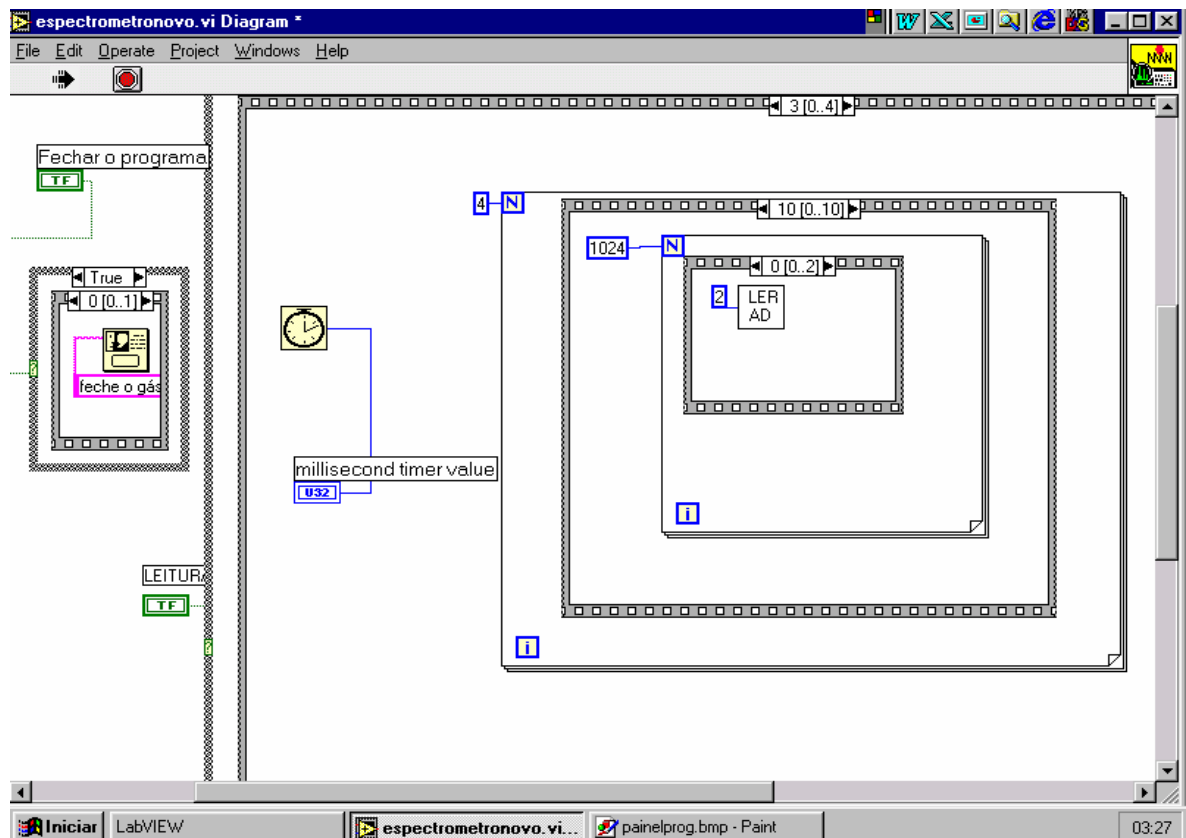 espectrometronovo.vi Diagram *
File Edit Operate Project Windows Help
3 [0..4]
Fechar o programa
TF
4 N
10 [0..10]
1024 N
True
0 [0..2]
0 [0..1]
2 LER
AD
feche o gás
millisecond timer value
U32
i
LEITURA
TF
i
Iniciar LabVIEW espectrometronovo.vi... painelprog.bmp - Paint 03:27